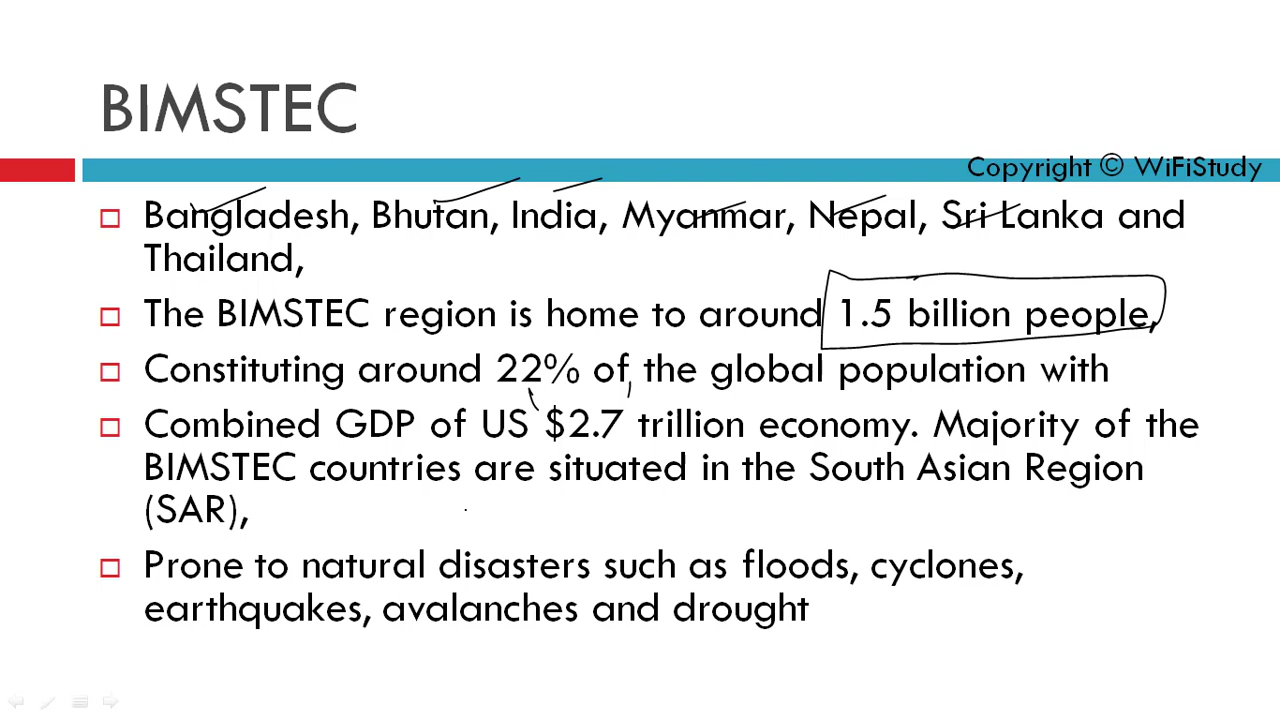 BIMSTEC
Copyright © WiFiStudy
Bangladesh, Bhutan, India, Myanmar, Nepal, Sri Lanka and
Thailand,
The BIMSTEC region is home to around 1.5 billion people,
Constituting around 22% of the global population with
Combined GDP of US $2.7 trillion economy. Majority of the
BIMSTEC countries are situated in the South Asian Region
(SAR),
Prone to natural disasters such as floods, cyclones,
earthquakes, avalanches and drought